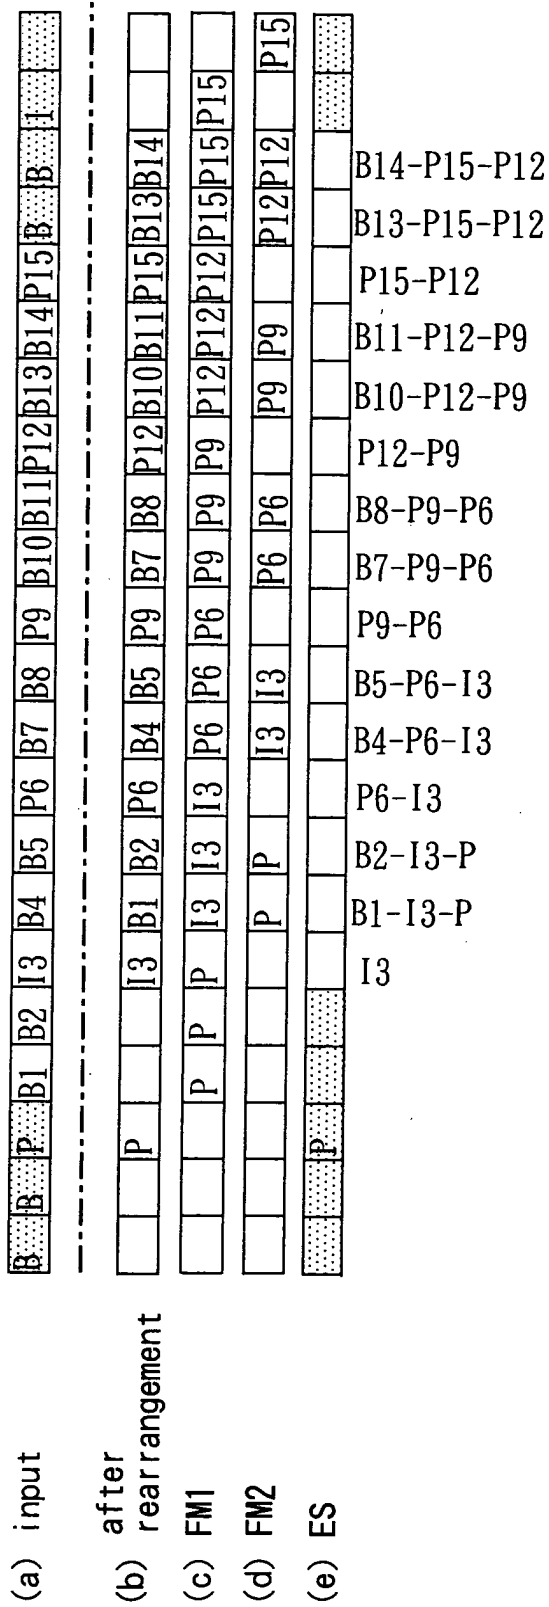 (a) input B B P B1 B2 I3 B4 B5 P6 B7 B8 P9 B10 B11 P12 B13 B14 P15 B B 1
(b) after
rearrangement P I3 B1 B2 P6 B4 B5 P9 B7 B8 P12 B10 B11 P15 B13 B14
(c) FM1 P P P I3 I3 I3 P6 P6 P6 P9 P9 P9 P12 P12 P12 P15 P15 P15
(d) FM2 P P I3 I3 P6 P6 P9 P9 P12 P12 P15
(e) ES P
B14-P15-P12
B13-P15-P12
P15-P12
B11-P12-P9
B10-P12-P9
P12-P9
B8-P9-P6
B7-P9-P6
P9-P6
B5-P6-I3
B4-P6-I3
P6-I3
B2-I3-P
B1-I3-P
I3